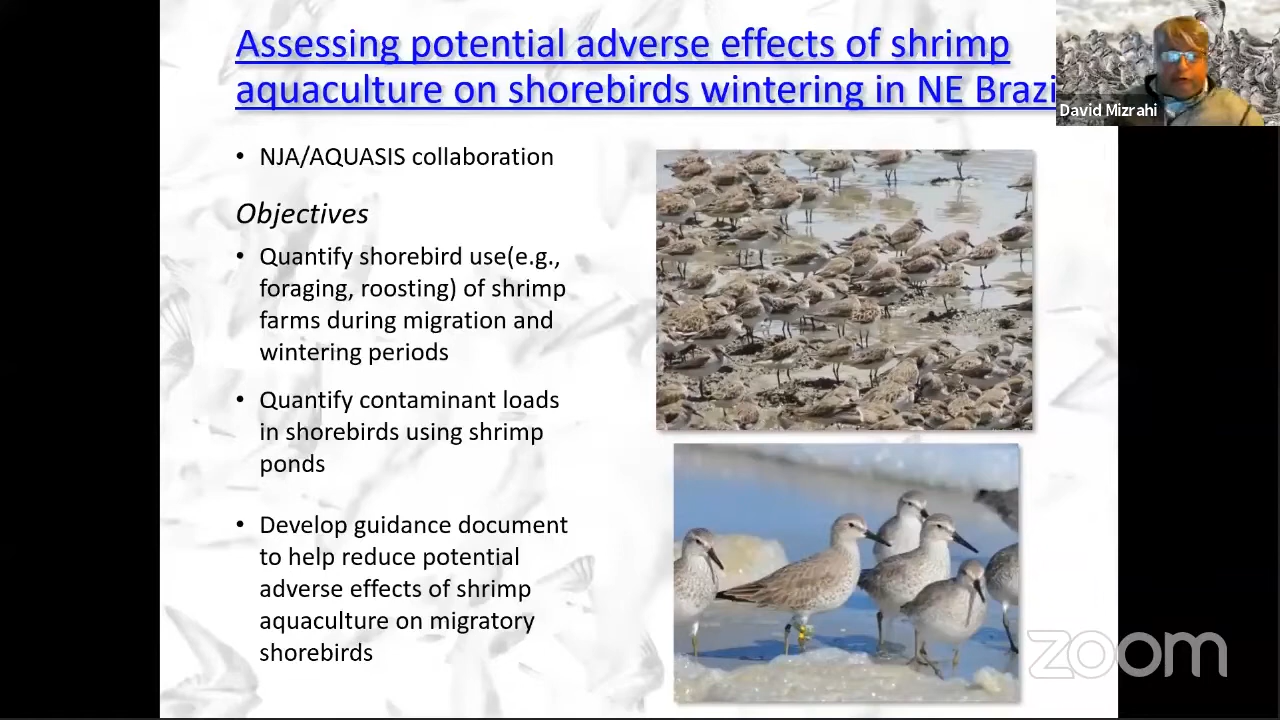 Assessing potential adverse effects of shrimp
aquaculture on shorebirds wintering in NE Brazi
David Mizrahi
• NJA/AQUASIS collaboration
Objectives
• Quantify shorebird use(e.g.,
foraging, roosting) of shrimp
farms during migration and
wintering periods
• Quantify contaminant loads
in shorebirds using shrimp
ponds
• Develop guidance document
to help reduce potential
adverse effects of shrimp
aquaculture on migratory
shorebirds
zoom